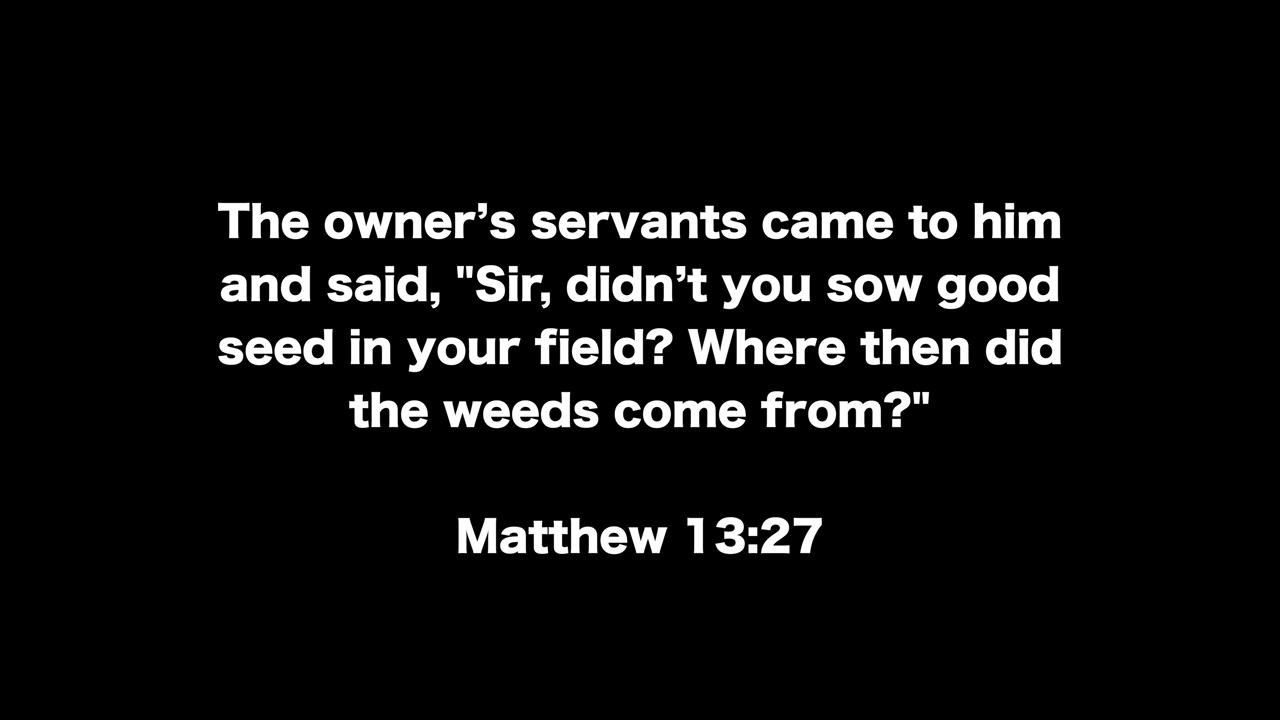 The owner’s servants came to him
and said, "Sir, didn’t you sow good
seed in your field? Where then did
the weeds come from?"
Matthew 13:27